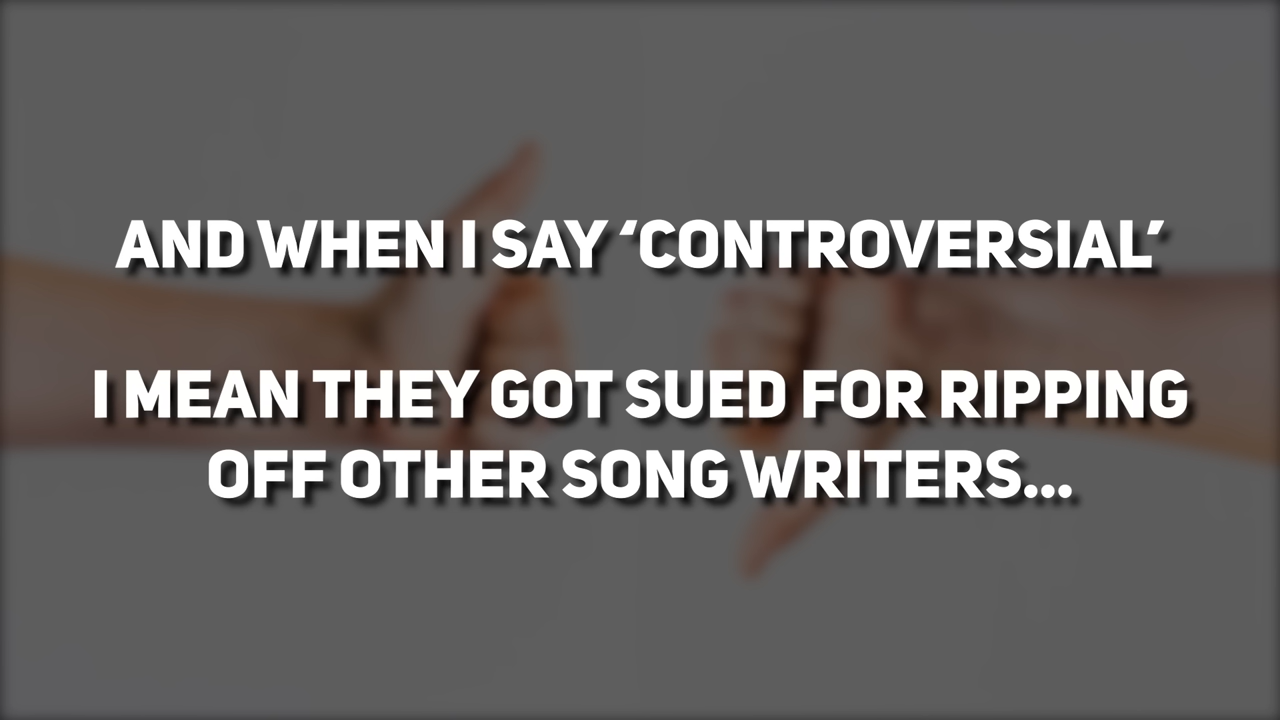 AND WHEN I SAY ‘CONTROVERSIAL’
I MEAN THEY GOT SUED FOR RIPPING
OFF OTHER SONG WRITERS...